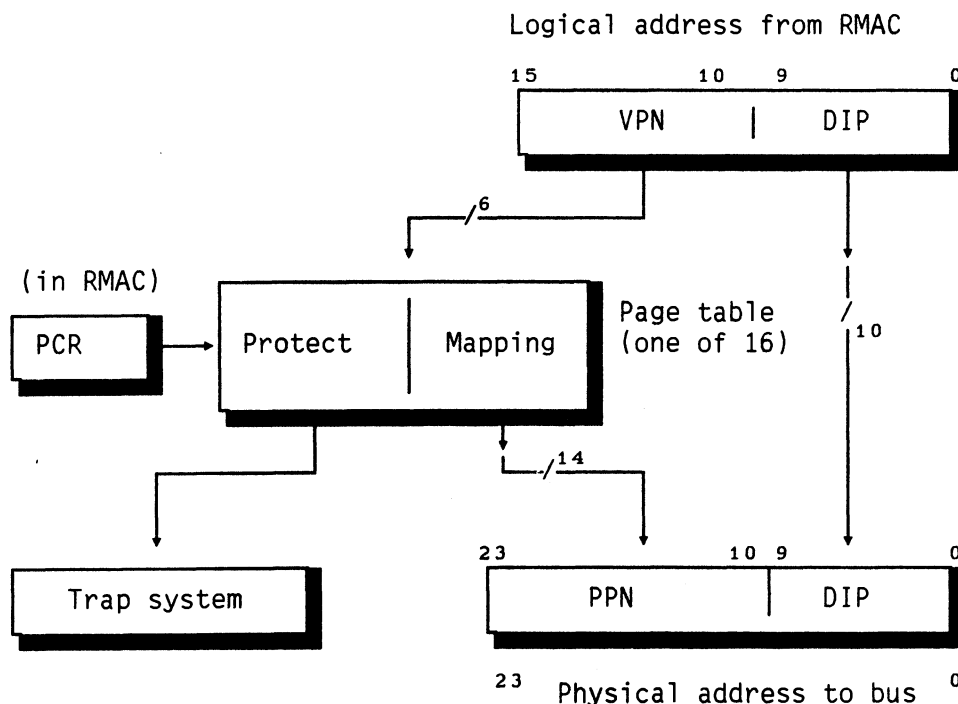 Logical address from RMAC
15 10 9 0
VPN | DIP
6
(in RMAC)
PCR
Protect
Mapping
Page table
(one of 16)
10
14
23 10 9 0
Trap system
PPN
DIP
23 Physical address to bus 0